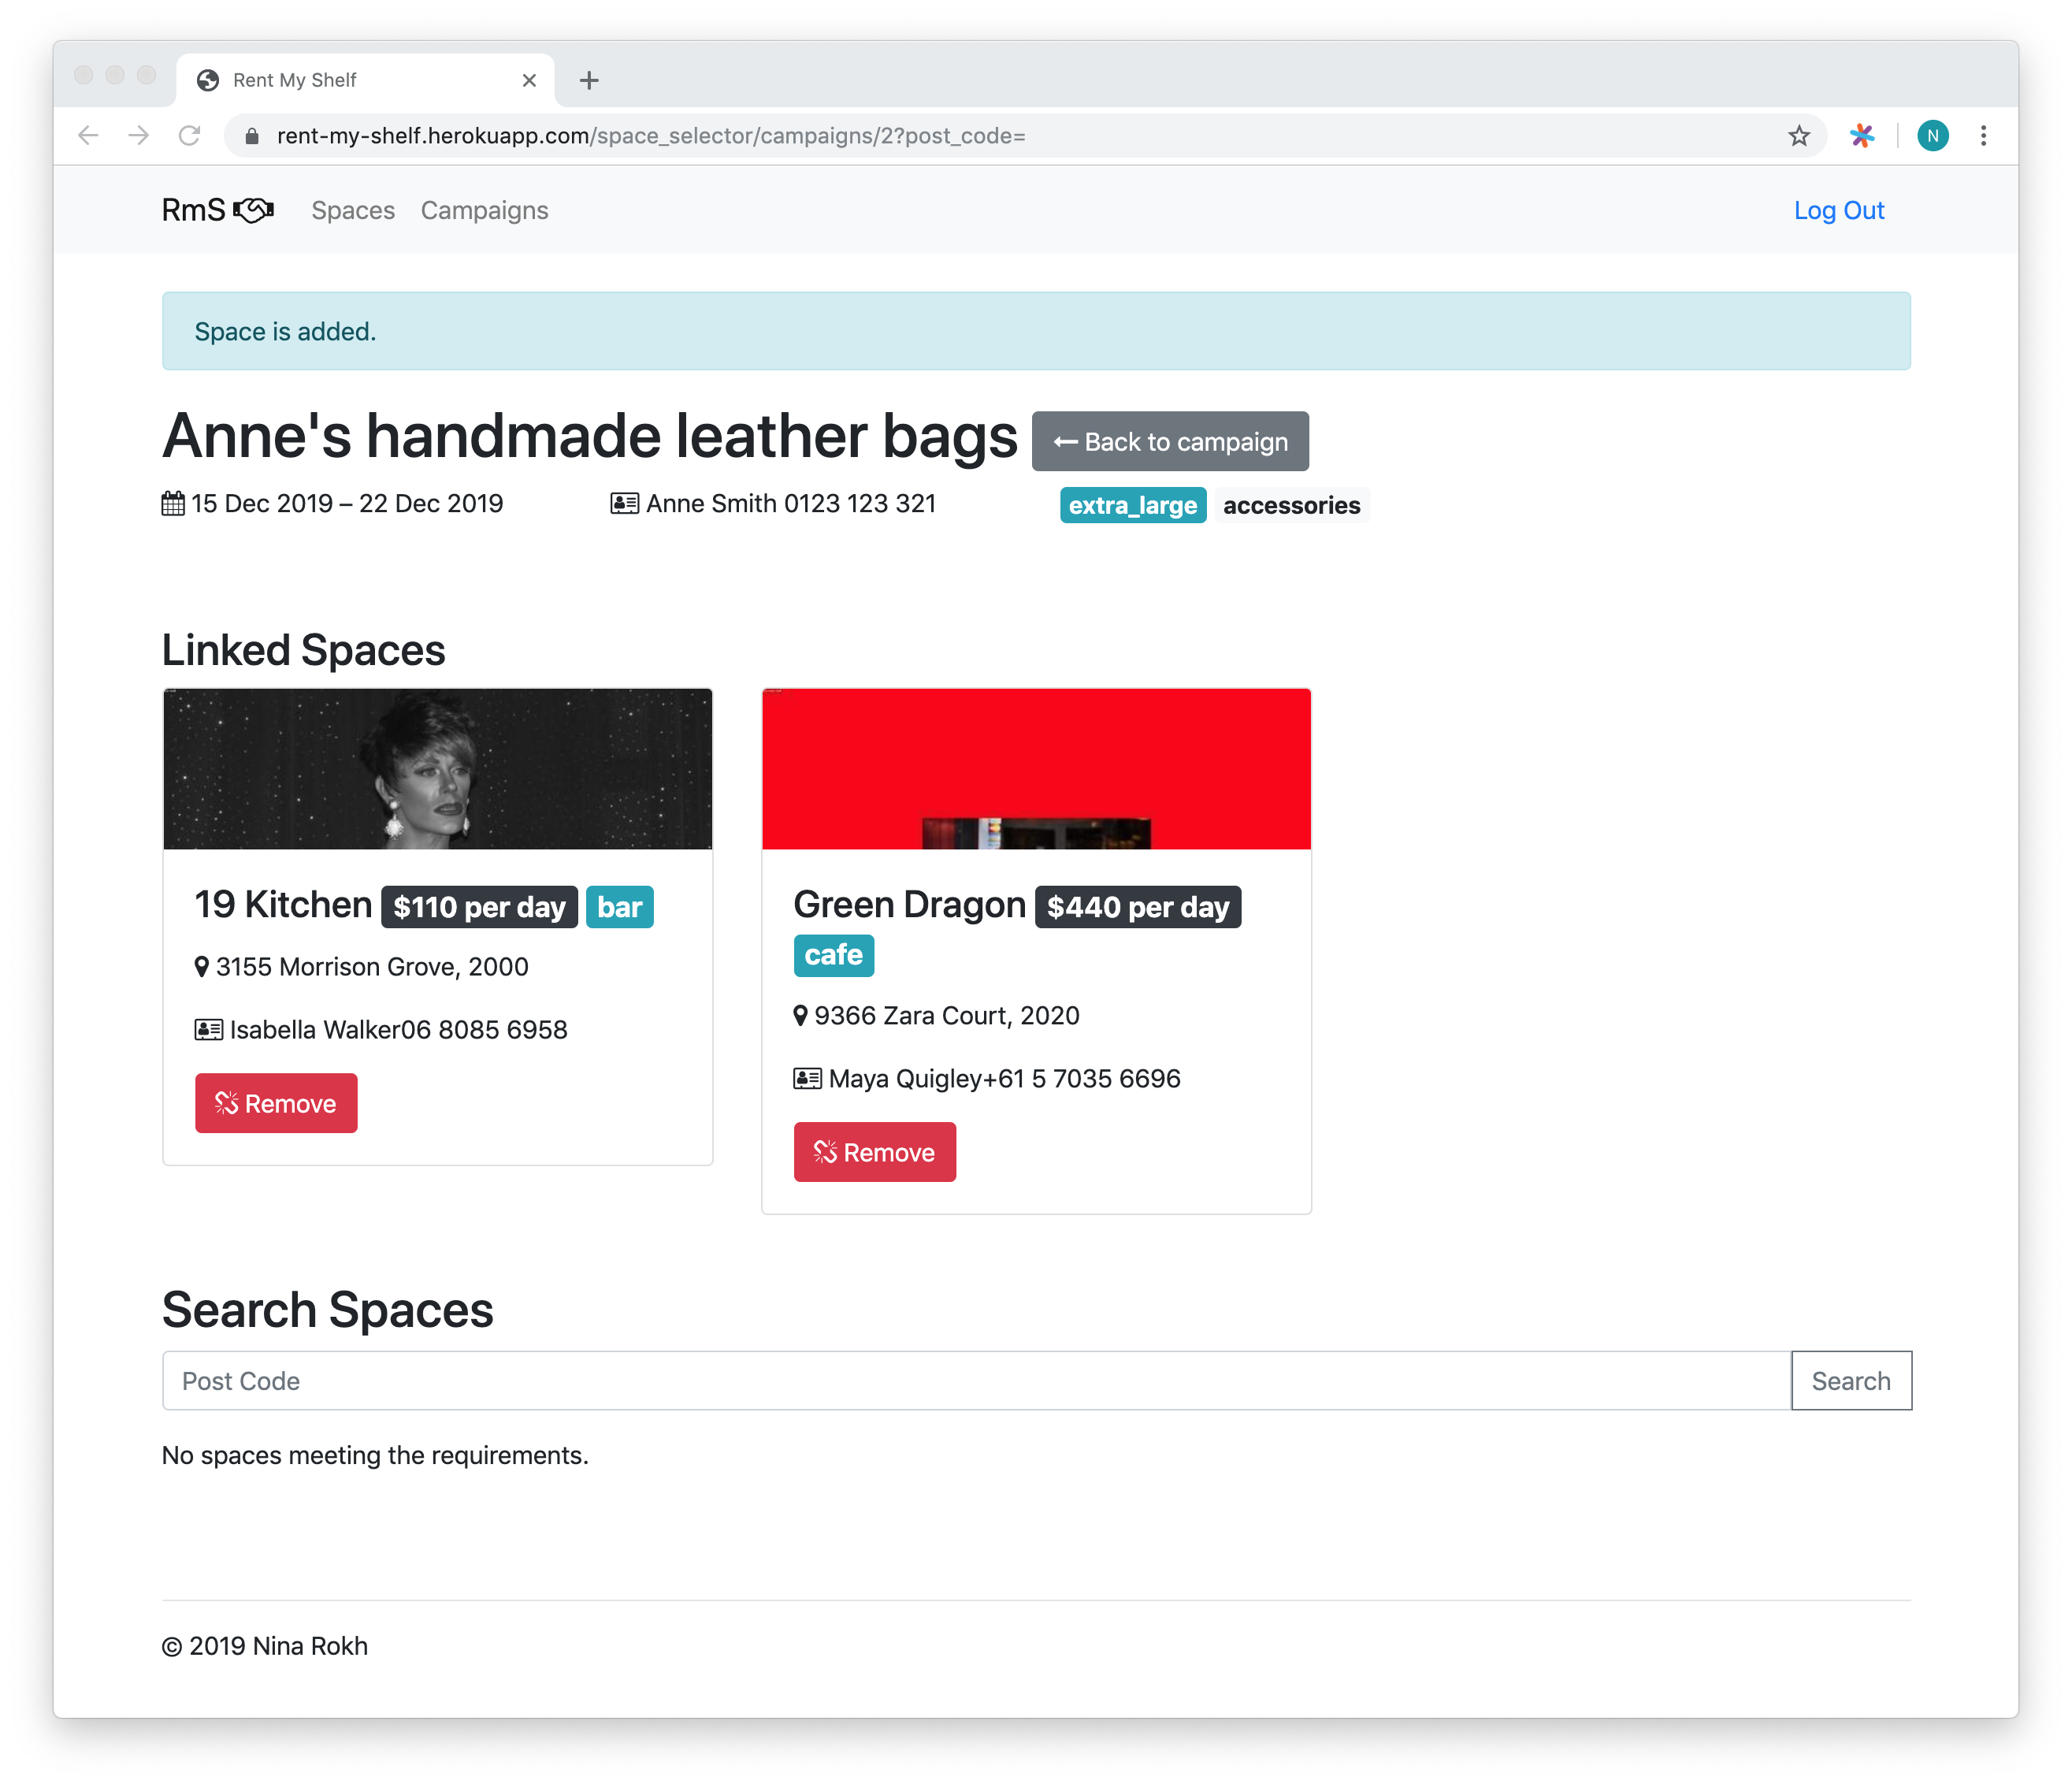 Rent My Shelf
rent-my-shelf.herokuapp.com/space_selector/campaigns/2?post_code=
N
RmS Spaces Campaigns Log Out
Space is added.
Anne's handmade leather bags Back to campaign
15 Dec 2019 – 22 Dec 2019 Anne Smith 0123 123 321 extra_large accessories
Linked Spaces
19 Kitchen $110 per day bar
3155 Morrison Grove, 2000
Isabella Walker06 8085 6958
Remove
Green Dragon $440 per day
cafe
9366 Zara Court, 2020
Maya Quigley+61 5 7035 6696
Remove
Search Spaces
Post Code Search
No spaces meeting the requirements.
© 2019 Nina Rokh